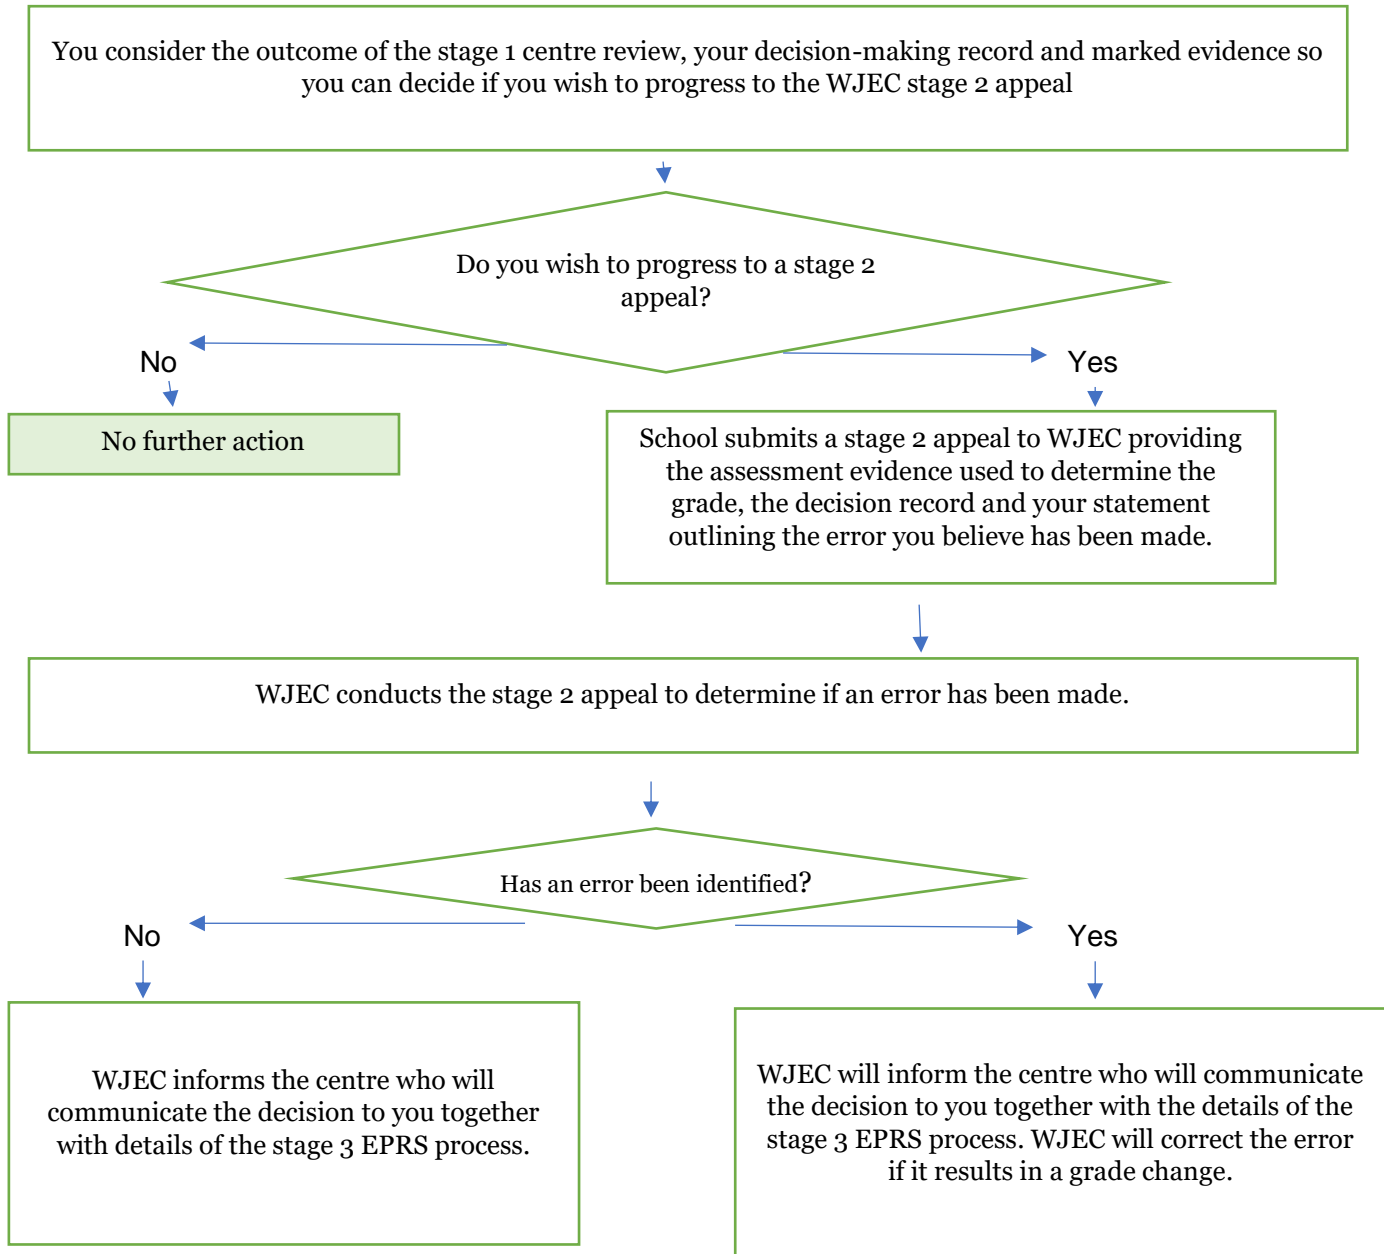 You consider the outcome of the stage 1 centre review, your decision-making record and marked evidence so
you can decide if you wish to progress to the WJEC stage 2 appeal
Do you wish to progress to a stage 2
appeal?
No
Yes
No further action
School submits a stage 2 appeal to WJEC providing
the assessment evidence used to determine the
grade, the decision record and your statement
outlining the error you believe has been made.
WJEC conducts the stage 2 appeal to determine if an error has been made.
Has an error been identified?
No
Yes
WJEC informs the centre who will
communicate the decision to you together
with details of the stage 3 EPRS process.
WJEC will inform the centre who will communicate
the decision to you together with the details of the
stage 3 EPRS process. WJEC will correct the error
if it results in a grade change.